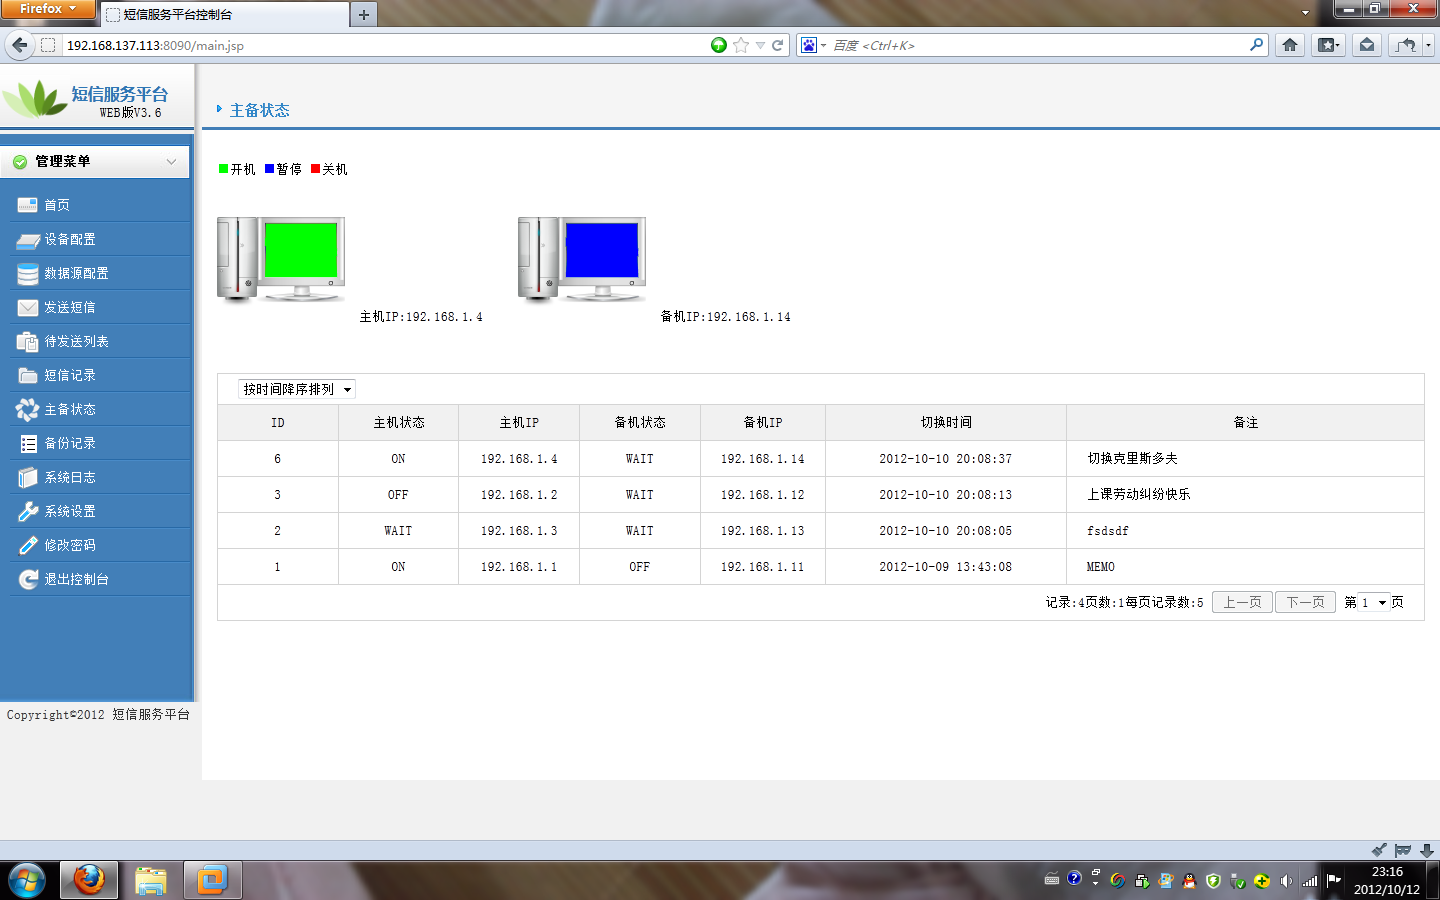 Firefox
短信服务平台控制台
192.168.137.113:8090/main.jsp
百度 <Ctrl+K>
短信服务平台
WEB版V3.6
管理菜单
首页
设备配置
数据源配置
发送短信
待发送列表
短信记录
主备状态
备份记录
系统日志
系统设置
修改密码
退出控制台
Copyright©2012 短信服务平台
主备状态
开机 暂停 关机
主机IP:192.168.1.4 备机IP:192.168.1.14
按时间降序排列
ID 主机状态 主机IP 备机状态 备机IP 切换时间 备注
6 ON 192.168.1.4 WAIT 192.168.1.14 2012-10-10 20:08:37 切换克里斯多夫
3 OFF 192.168.1.2 WAIT 192.168.1.12 2012-10-10 20:08:13 上课劳动纠纷快乐
2 WAIT 192.168.1.3 WAIT 192.168.1.13 2012-10-10 20:08:05 fsdsdf
1 ON 192.168.1.1 OFF 192.168.1.11 2012-10-09 13:43:08 MEMO
记录:4页数:1每页记录数:5 上一页 下一页 第 1 页
23:16
2012/10/12